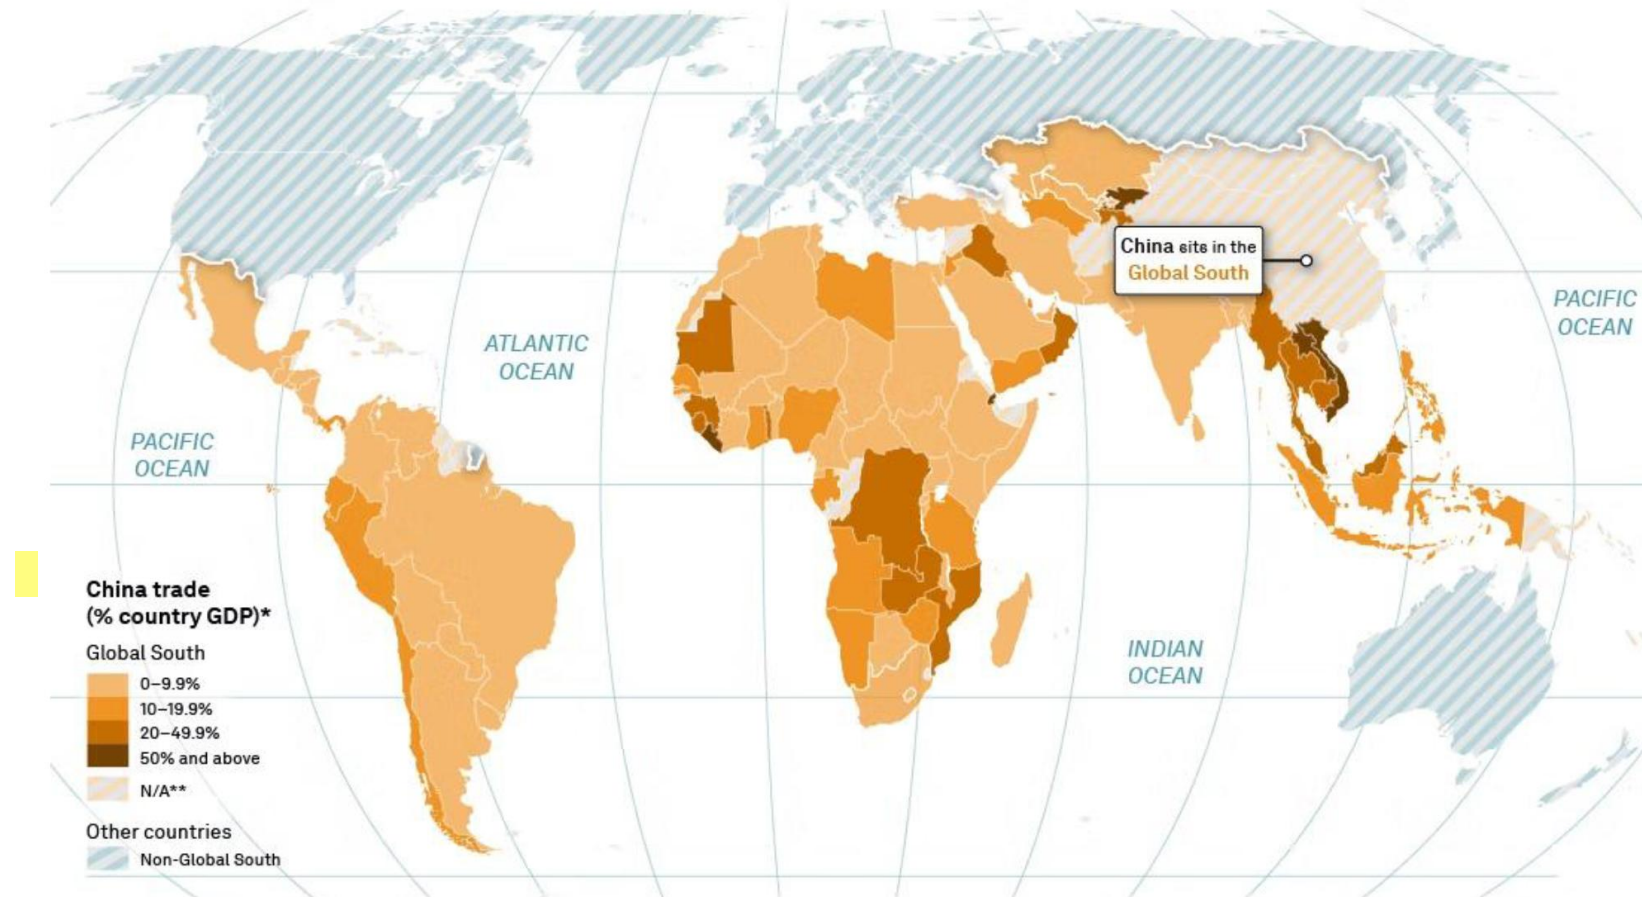 China sits in the
Global South
PACIFIC
OCEAN
ATLANTIC
OCEAN
PACIFIC
OCEAN
INDIAN
OCEAN
China trade
(% country GDP)*
Global South
0–9.9%
10–19.9%
20–49.9%
50% and above
N/A**
Other countries
Non-Global South